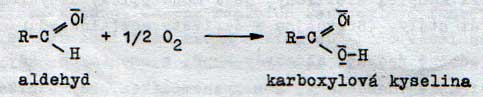 R-C O H + 1/2 O2 → R-C O O-H
aldehyd karboxylová kyselina